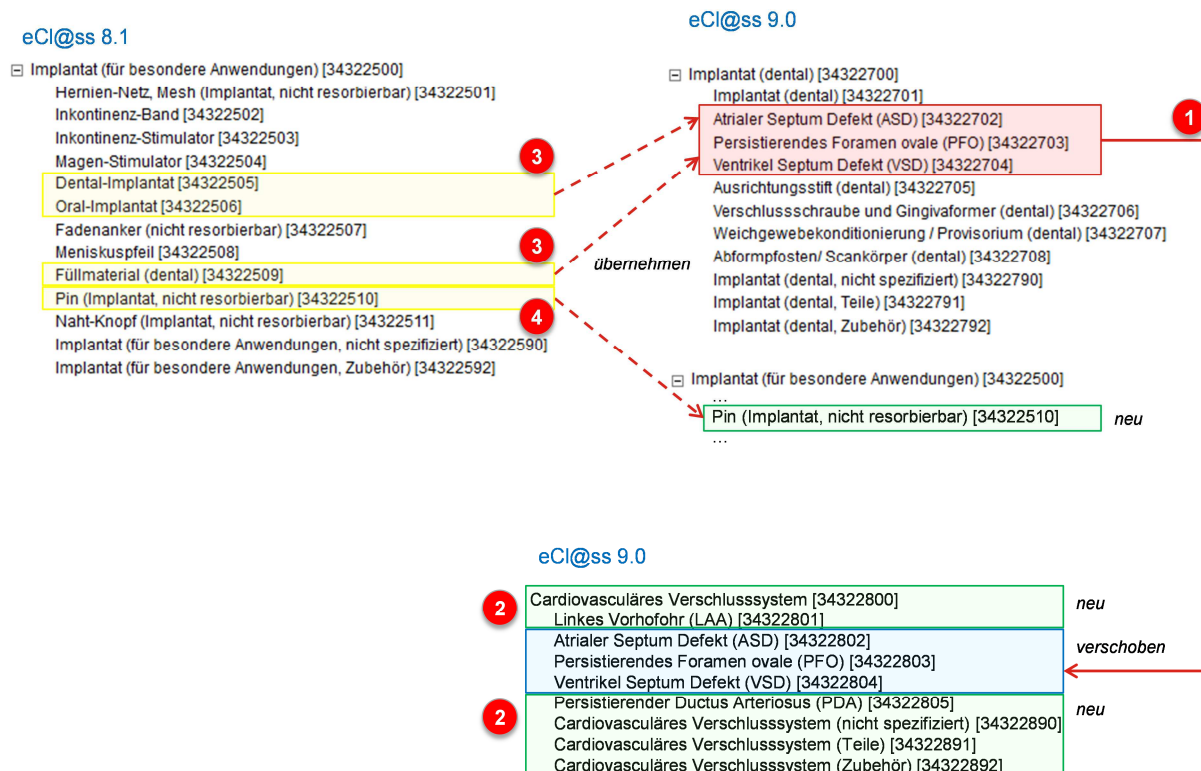 eCl@ss 8.1
Implantat (für besondere Anwendungen) [34322500]
Hernien-Netz, Mesh (Implantat, nicht resorbierbar) [34322501]
Inkontinenz-Band [34322502]
Inkontinenz-Stimulator [34322503]
Magen-Stimulator [34322504]
Dental-Implantat [34322505]
Oral-Implantat [34322506]
Fadenanker (nicht resorbierbar) [34322507]
Meniskuspfeil [34322508]
Füllmaterial (dental) [34322509]
Pin (Implantat, nicht resorbierbar) [34322510]
Naht-Knopf (Implantat, nicht resorbierbar) [34322511]
Implantat (für besondere Anwendungen, nicht spezifiziert) [34322590]
Implantat (für besondere Anwendungen, Zubehör) [34322592]
3
3
4
übernehmen
eCl@ss 9.0
Implantat (dental) [34322700]
Implantat (dental) [34322701]
Atrialer Septum Defekt (ASD) [34322702]
Persistierendes Foramen ovale (PFO) [34322703]
Ventrikel Septum Defekt (VSD) [34322704]
1
Ausrichtungsstift (dental) [34322705]
Verschlussschraube und Gingivaformer (dental) [34322706]
Weichgewebekonditionierung / Provisorium (dental) [34322707]
Abformpfosten/ Scankörper (dental) [34322708]
Implantat (dental, nicht spezifiziert) [34322790]
Implantat (dental, Teile) [34322791]
Implantat (dental, Zubehör) [34322792]
Implantat (für besondere Anwendungen) [34322500]
...
Pin (Implantat, nicht resorbierbar) [34322510] neu
...
eCl@ss 9.0
2
Cardiovasculäres Verschlusssystem [34322800] neu
Linkes Vorhofohr (LAA) [34322801]
Atrialer Septum Defekt (ASD) [34322802] verschoben
Persistierendes Foramen ovale (PFO) [34322803]
Ventrikel Septum Defekt (VSD) [34322804]
2
Persistierender Ductus Arteriosus (PDA) [34322805] neu
Cardiovasculäres Verschlusssystem (nicht spezifiziert) [34322890]
Cardiovasculäres Verschlusssystem (Teile) [34322891]
Cardiovasculäres Verschlusssystem (Zubehör) [34322892]